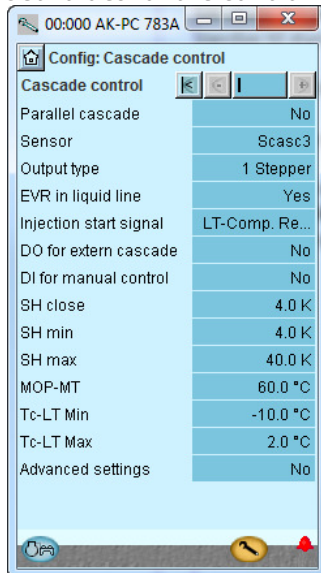 00:000 AK-PC 783A
Config: Cascade control
Cascade control
Parallel cascade No
Sensor Scasc3
Output type 1 Stepper
EVR in liquid line Yes
Injection start signal LT-Comp. Re...
DO for extern cascade No
DI for manual control No
SH close 4.0 K
SH min 4.0 K
SH max 40.0 K
MOP-MT 60.0 °C
Tc-LT Min -10.0 °C
Tc-LT Max 2.0 °C
Advanced settings No